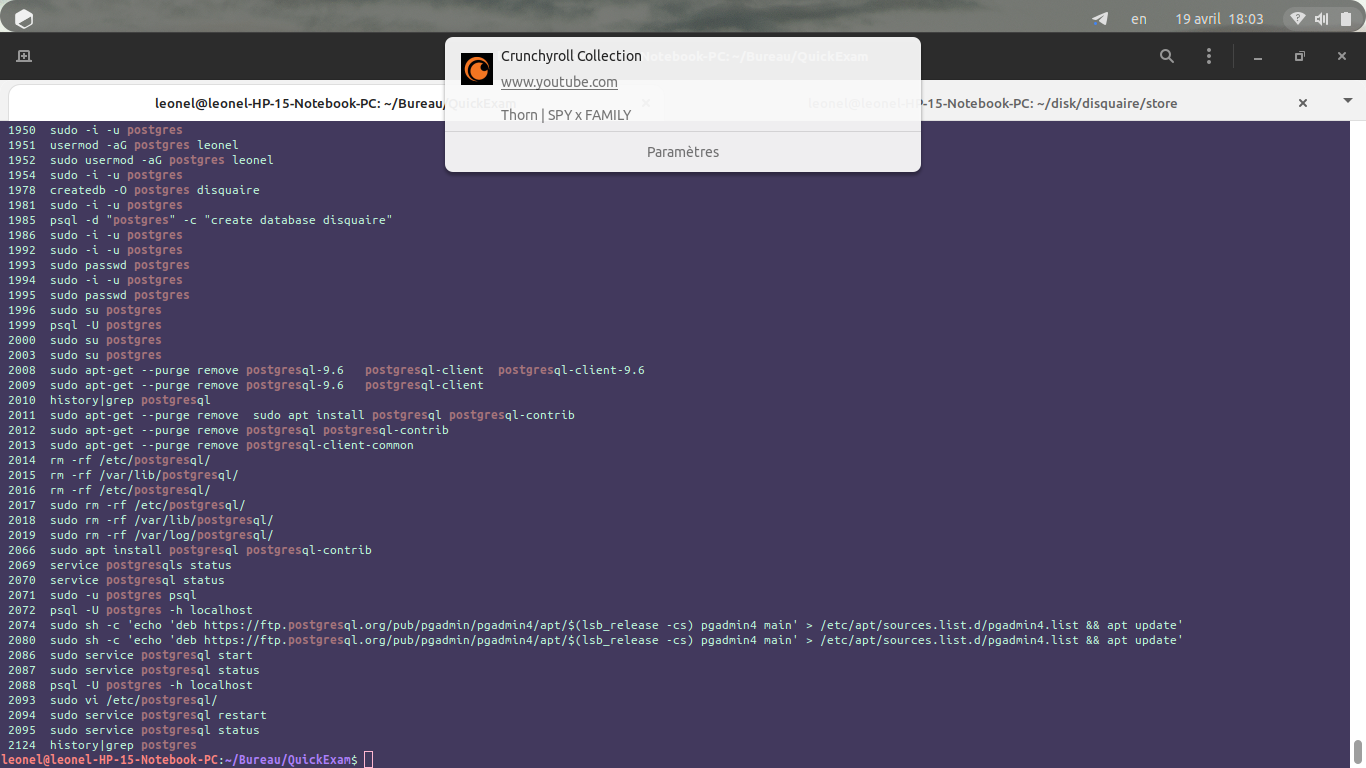 en 19 avril 18:03
Crunchyroll Collection
Notebook-PC: ~/Bureau/QuickExam
www.youtube.com
leonel@leonel-HP-15-Notebook-PC: ~/Bureau/QuickExam
leonel@leonel-HP-15-Notebook-PC: ~/disk/disquaire/store
Thorn | SPY x FAMILY
Paramètres
1950 sudo -i -u postgres
1951 usermod -aG postgres leonel
1952 sudo usermod -aG postgres leonel
1954 sudo -i -u postgres
1978 createdb -O postgres disquaire
1981 sudo -i -u postgres
1985 psql -d "postgres" -c "create database disquaire"
1986 sudo -i -u postgres
1992 sudo -i -u postgres
1993 sudo passwd postgres
1994 sudo -i -u postgres
1995 sudo passwd postgres
1996 sudo su postgres
1999 psql -U postgres
2000 sudo su postgres
2003 sudo su postgres
2008 sudo apt-get --purge remove postgresql-9.6 postgresql-client postgresql-client-9.6
2009 sudo apt-get --purge remove postgresql-9.6 postgresql-client
2010 history|grep postgresql
2011 sudo apt-get --purge remove sudo apt install postgresql postgresql-contrib
2012 sudo apt-get --purge remove postgresql postgresql-contrib
2013 sudo apt-get --purge remove postgresql-client-common
2014 rm -rf /etc/postgresql/
2015 rm -rf /var/lib/postgresql/
2016 rm -rf /etc/postgresql/
2017 sudo rm -rf /etc/postgresql/
2018 sudo rm -rf /var/lib/postgresql/
2019 sudo rm -rf /var/log/postgresql/
2066 sudo apt install postgresql postgresql-contrib
2069 service postgresqls status
2070 service postgresql status
2071 sudo -u postgres psql
2072 psql -U postgres -h localhost
2074 sudo sh -c 'echo 'deb https://ftp.postgresql.org/pub/pgadmin/pgadmin4/apt/$(lsb_release -cs) pgadmin4 main' > /etc/apt/sources.list.d/pgadmin4.list && apt update'
2080 sudo sh -c 'echo 'deb https://ftp.postgresql.org/pub/pgadmin/pgadmin4/apt/$(lsb_release -cs) pgadmin4 main' > /etc/apt/sources.list.d/pgadmin4.list && apt update'
2086 sudo service postgresql start
2087 sudo service postgresql status
2088 psql -U postgres -h localhost
2093 sudo vi /etc/postgresql/
2094 sudo service postgresql restart
2095 sudo service postgresql status
2124 history|grep postgres
leonel@leonel-HP-15-Notebook-PC:~/Bureau/QuickExam$